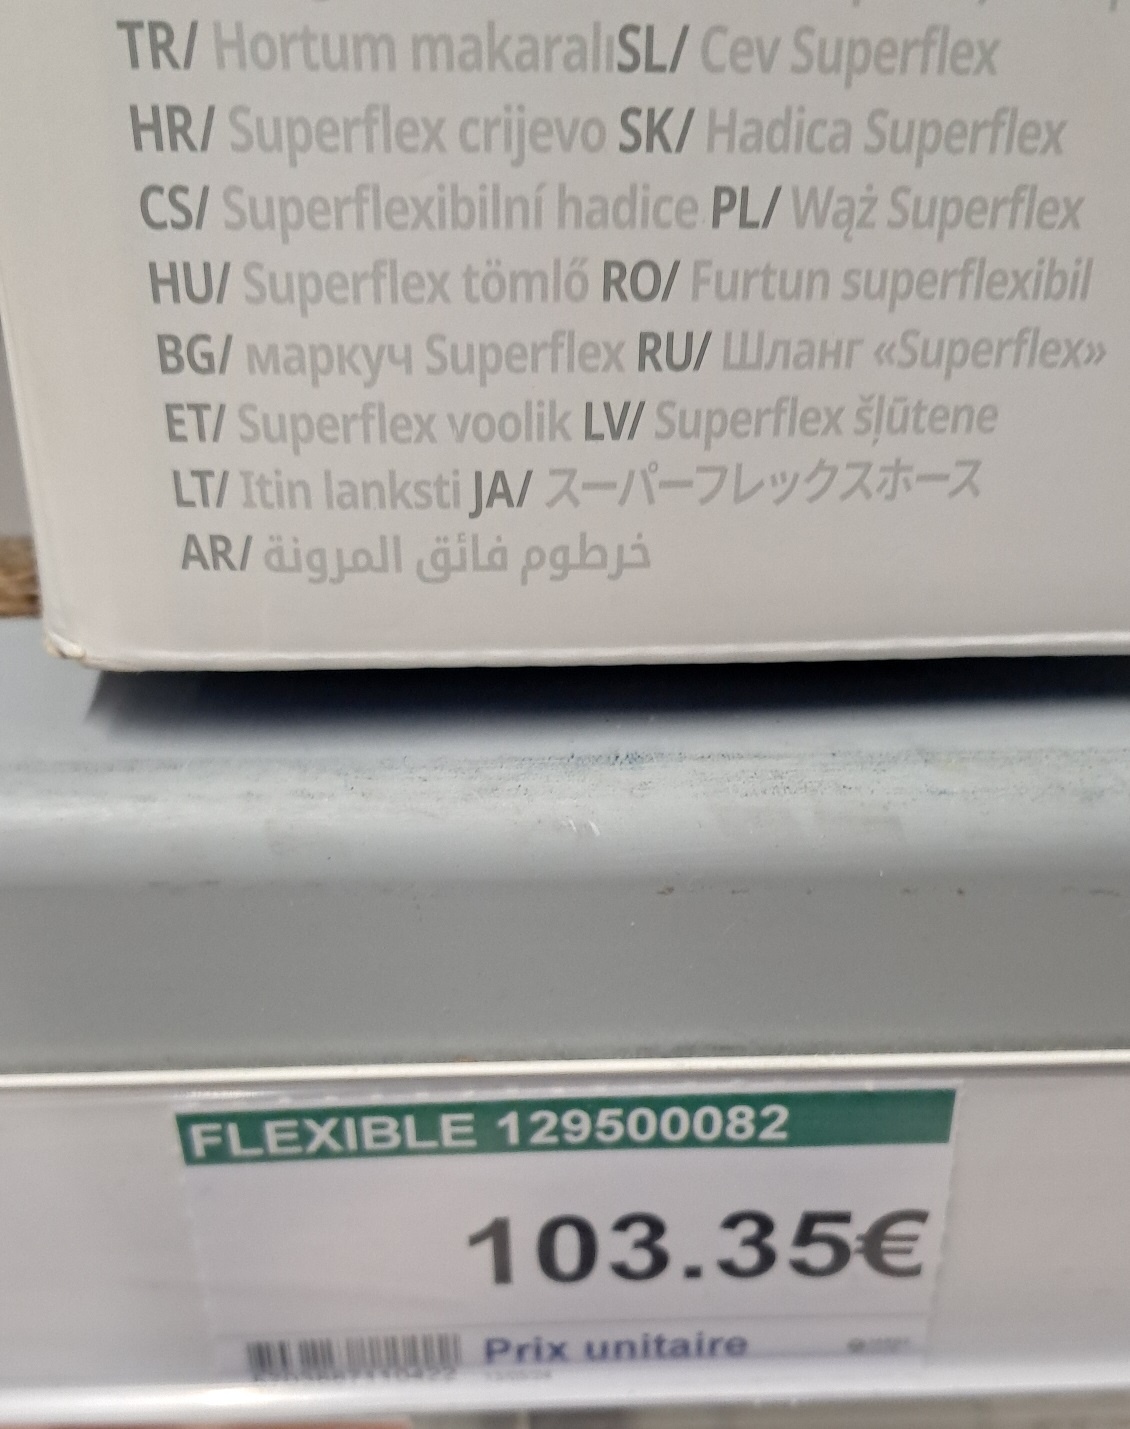 TR/ Hortum makaralıSL/ Cev Superflex
HR/ Superflex crijevo SK/ Hadica Superflex
CS/ Superflexibilní hadice PL/ Wąż Superflex
HU/ Superflex tömlő RO/ Furtun superflexibil
BG/ маркуч Superflex RU/ Шланг «Superflex»
ET/ Superflex voolik LV/ Superflex šļūtene
LT/ Itin lanksti JA/ スーパーフレックスホース
AR/ خرطوم فائق المرونة
FLEXIBLE 129500082
103.35€
Prix unitaire